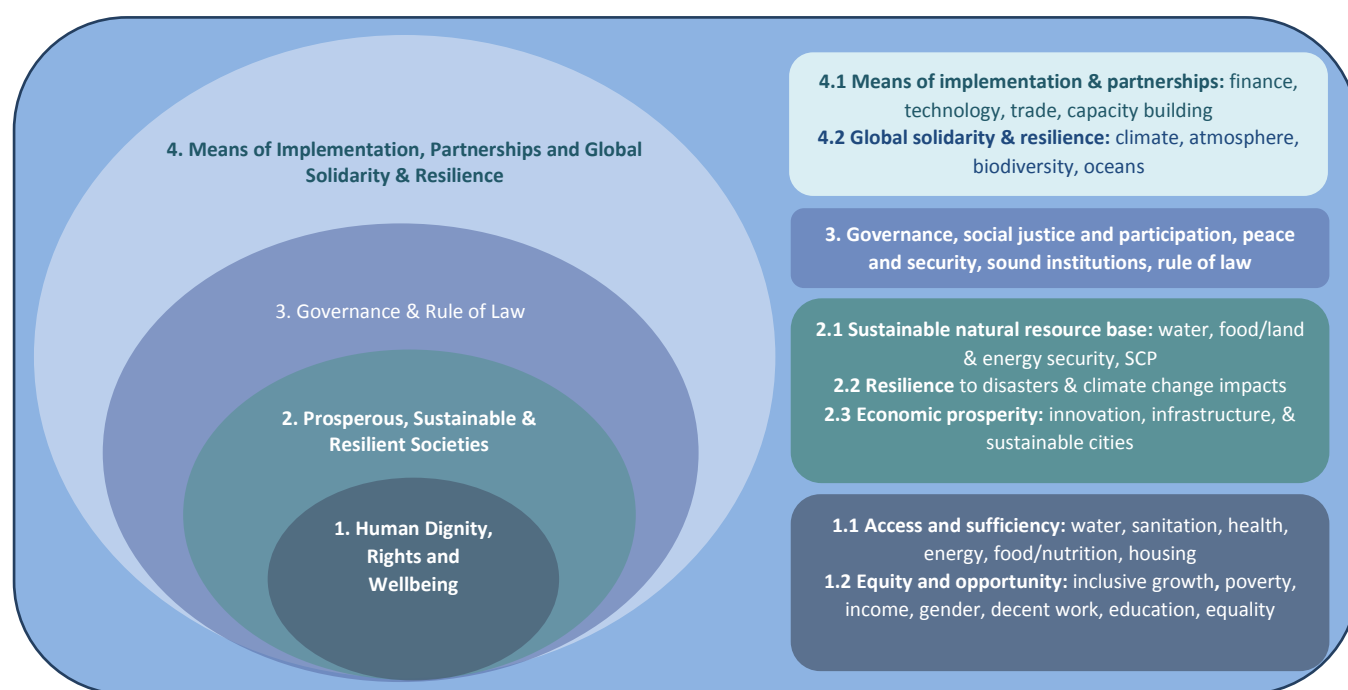 4. Means of Implementation, Partnerships and Global
Solidarity & Resilience
3. Governance & Rule of Law
2. Prosperous, Sustainable &
Resilient Societies
1. Human Dignity,
Rights and
Wellbeing
4.1 Means of implementation & partnerships: finance,
technology, trade, capacity building
4.2 Global solidarity & resilience: climate, atmosphere,
biodiversity, oceans
3. Governance, social justice and participation, peace
and security, sound institutions, rule of law
2.1 Sustainable natural resource base: water, food/land
& energy security, SCP
2.2 Resilience to disasters & climate change impacts
2.3 Economic prosperity: innovation, infrastructure, &
sustainable cities
1.1 Access and sufficiency: water, sanitation, health,
energy, food/nutrition, housing
1.2 Equity and opportunity: inclusive growth, poverty,
income, gender, decent work, education, equality